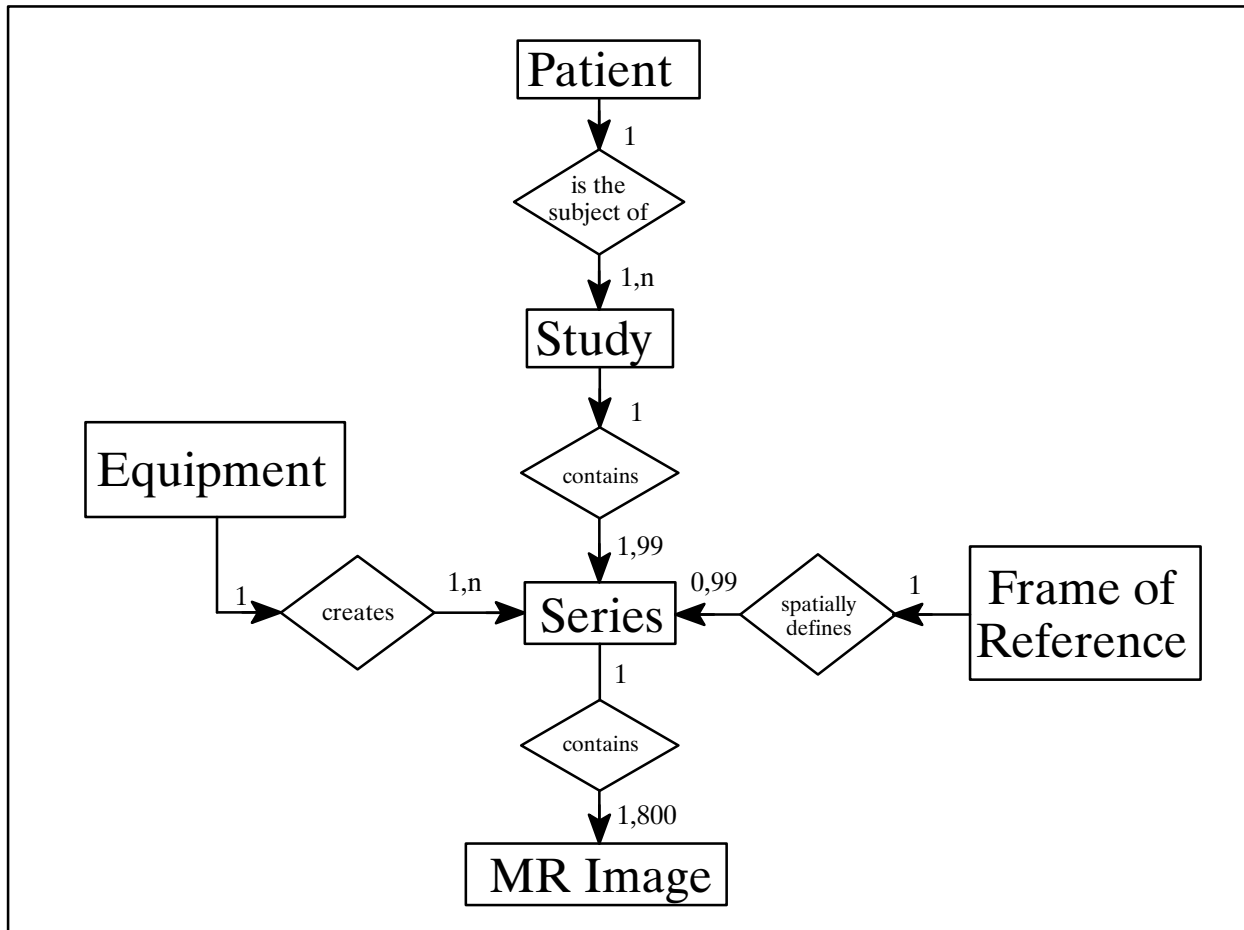 Patient
1
is the
subject of
1,n
Study
1
contains
1,99
Equipment
1
creates
1,n
Series
0,99
spatially
defines
1
Frame of
Reference
1
contains
1,800
MR Image